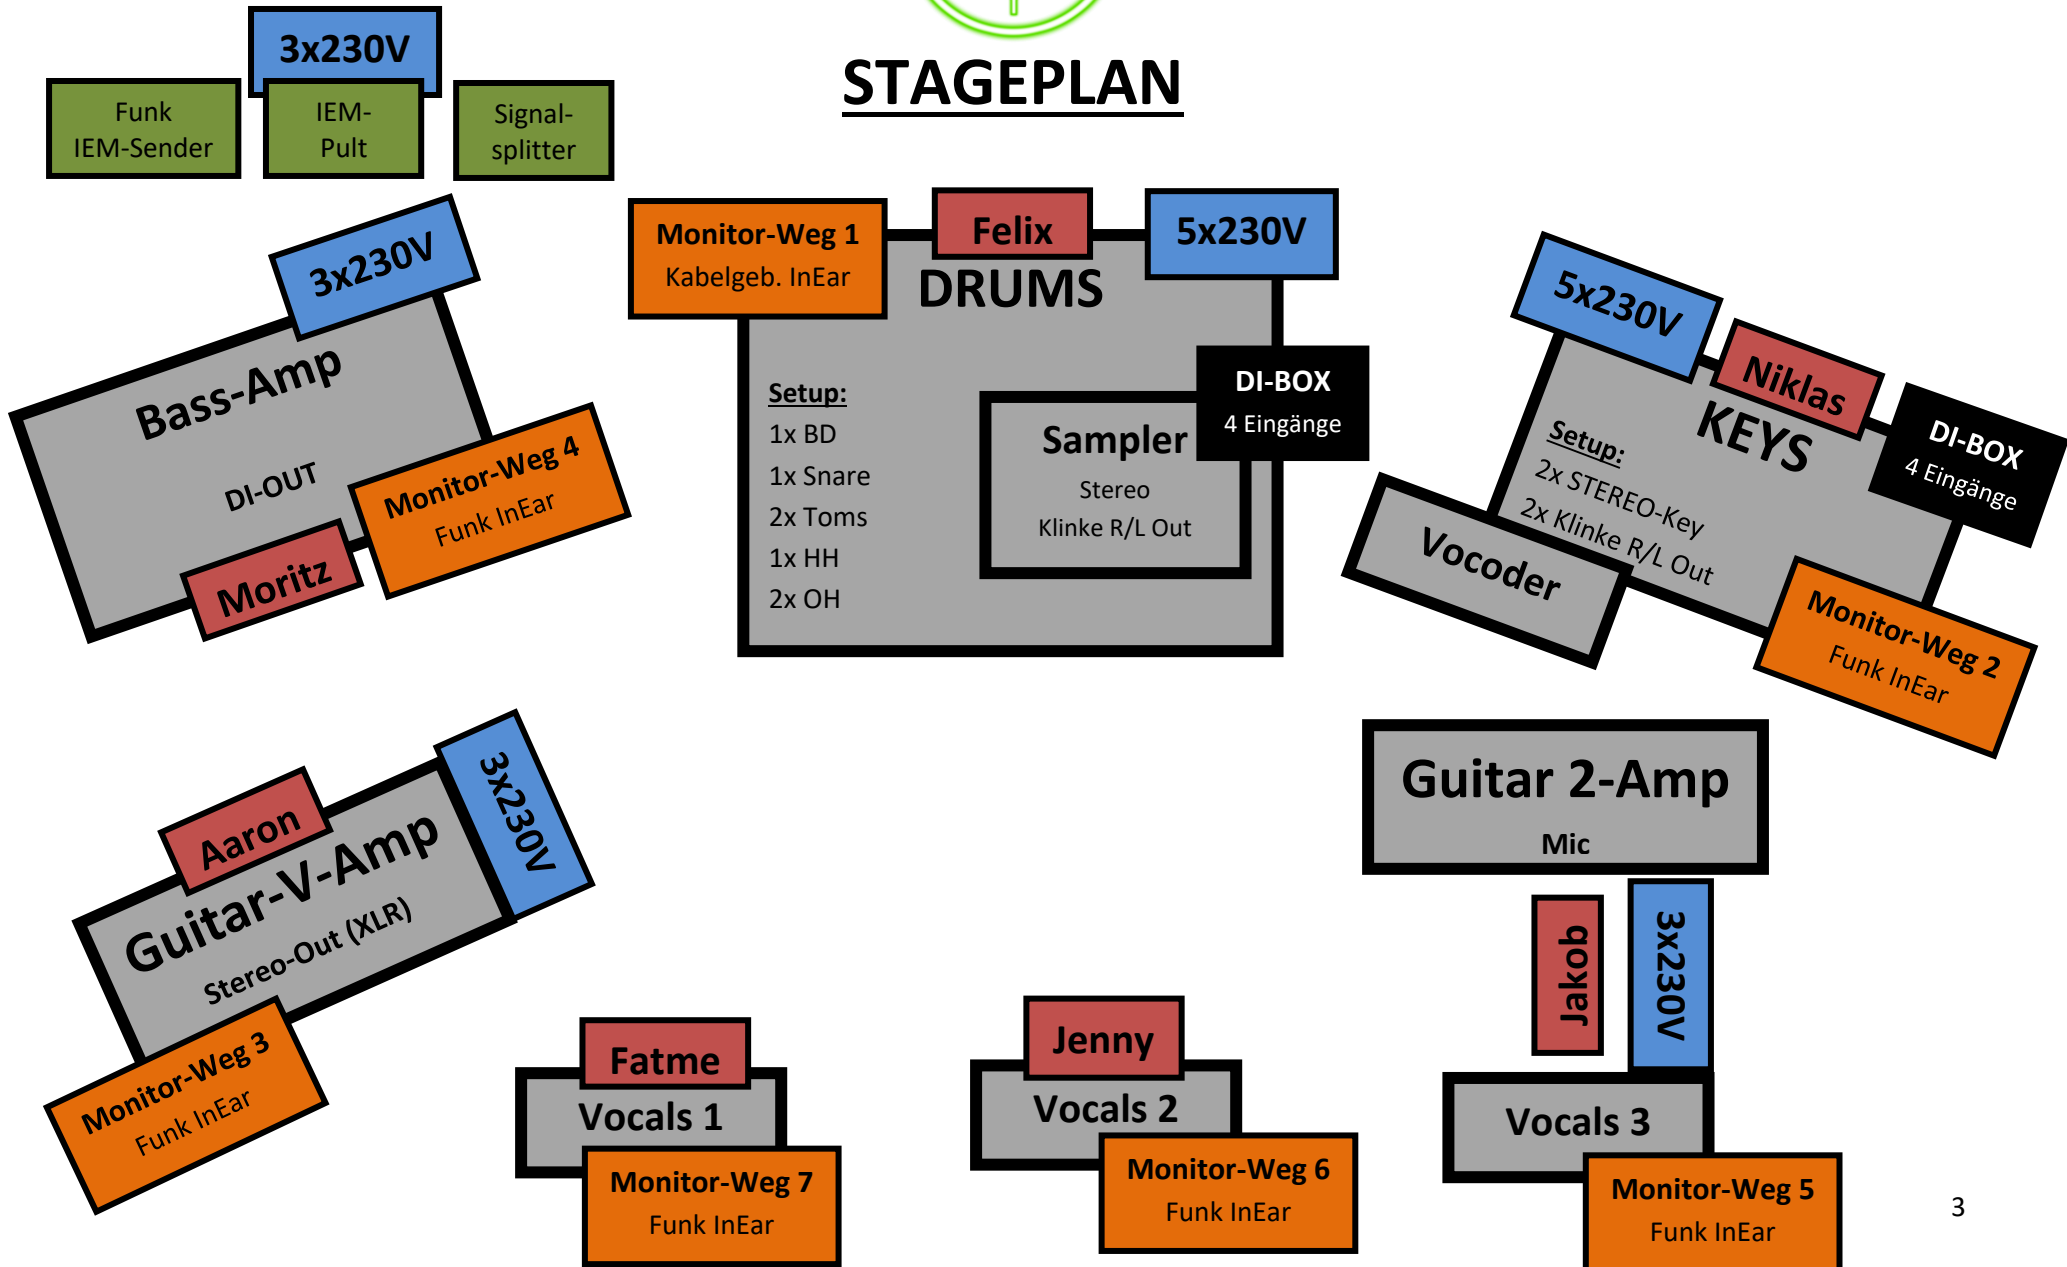 STAGEPLAN
3x230V
Funk
IEM-Sender
IEM-
Pult
Signal-
splitter
3x230V
Bass-Amp
DI-OUT
Monitor-Weg 4
Funk InEar
Moritz
Monitor-Weg 1
Kabelgeb. InEar
Felix
5x230V
DRUMS
Setup:
1x BD
1x Snare
2x Toms
1x HH
2x OH
Sampler
Stereo
Klinke R/L Out
DI-BOX
4 Eingänge
5x230V
Niklas
KEYS
DI-BOX
4 Eingänge
Setup:
2x STEREO-Key
2x Klinke R/L Out
Vocoder
Monitor-Weg 2
Funk InEar
Aaron
3x230V
Guitar-V-Amp
Stereo-Out (XLR)
Monitor-Weg 3
Funk InEar
Guitar 2-Amp
Mic
Jakob
3x230V
Fatme
Vocals 1
Monitor-Weg 7
Funk InEar
Jenny
Vocals 2
Monitor-Weg 6
Funk InEar
Vocals 3
Monitor-Weg 5
Funk InEar
3